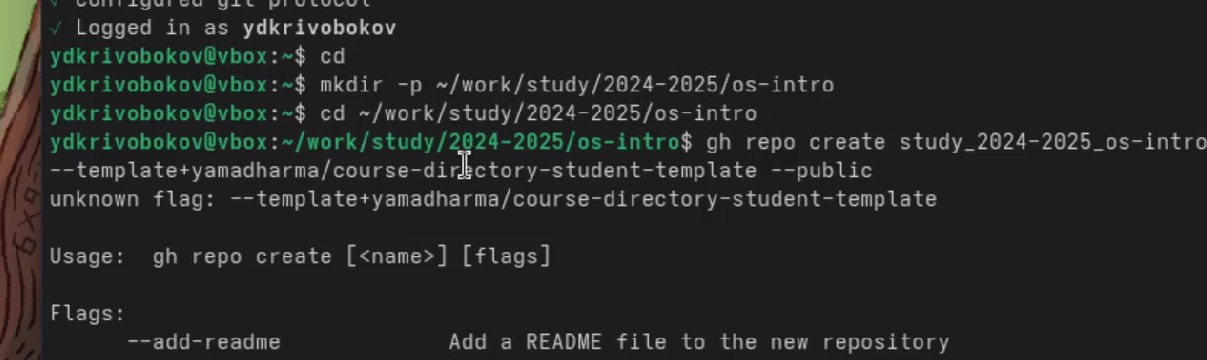 ✓ Configured git protocol
✓ Logged in as ydkrivobokov
ydkrivobokov@vbox:~$ cd
ydkrivobokov@vbox:~$ mkdir -p ~/work/study/2024-2025/os-intro
ydkrivobokov@vbox:~$ cd ~/work/study/2024-2025/os-intro
ydkrivobokov@vbox:~/work/study/2024-2025/os-intro$ gh repo create study_2024-2025_os-intro
--template+yamadharma/course-directory-student-template --public
unknown flag: --template+yamadharma/course-directory-student-template
Usage:  gh repo create [<name>] [flags]
Flags:
--add-readme Add a README file to the new repository